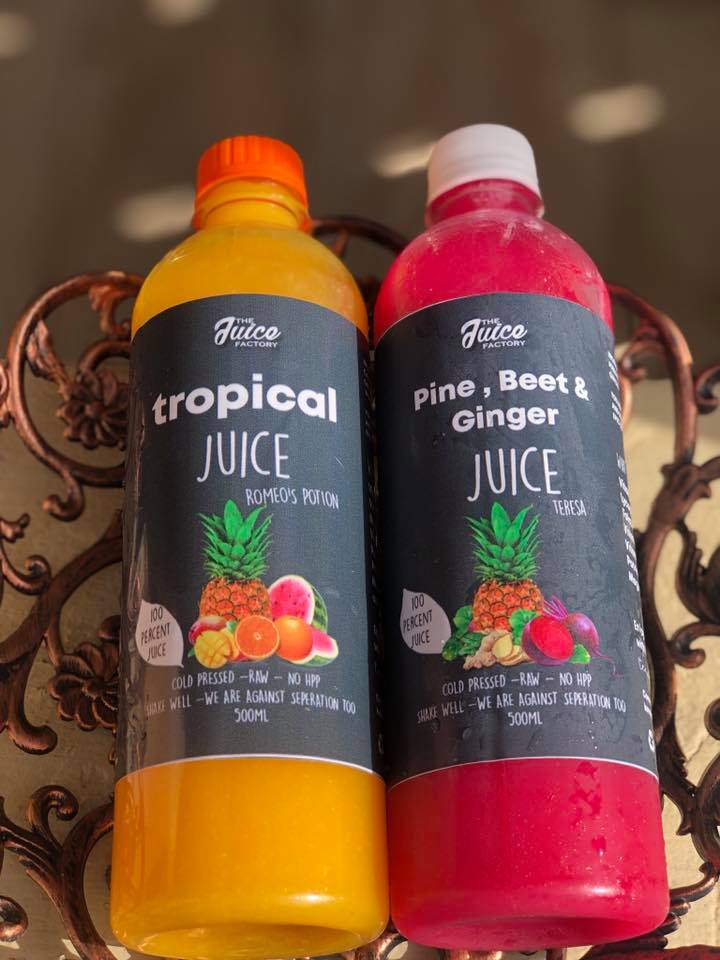 THE
Juice
FACTORY
tropical
JUICE
ROMEO'S POTION
100
PERCENT
JUICE
COLD PRESSED -RAW - NO HPP
SHAKE WELL -WE ARE AGAINST SEPERATION TOO
500ML
THE
Juice
FACTORY
Pine , Beet &
Ginger
JUICE
TERESA
100
PERCENT
JUICE
COLD PRESSED -RAW - NO HPP
SHAKE WELL -WE ARE AGAINST SEPERATION TOO
500ML